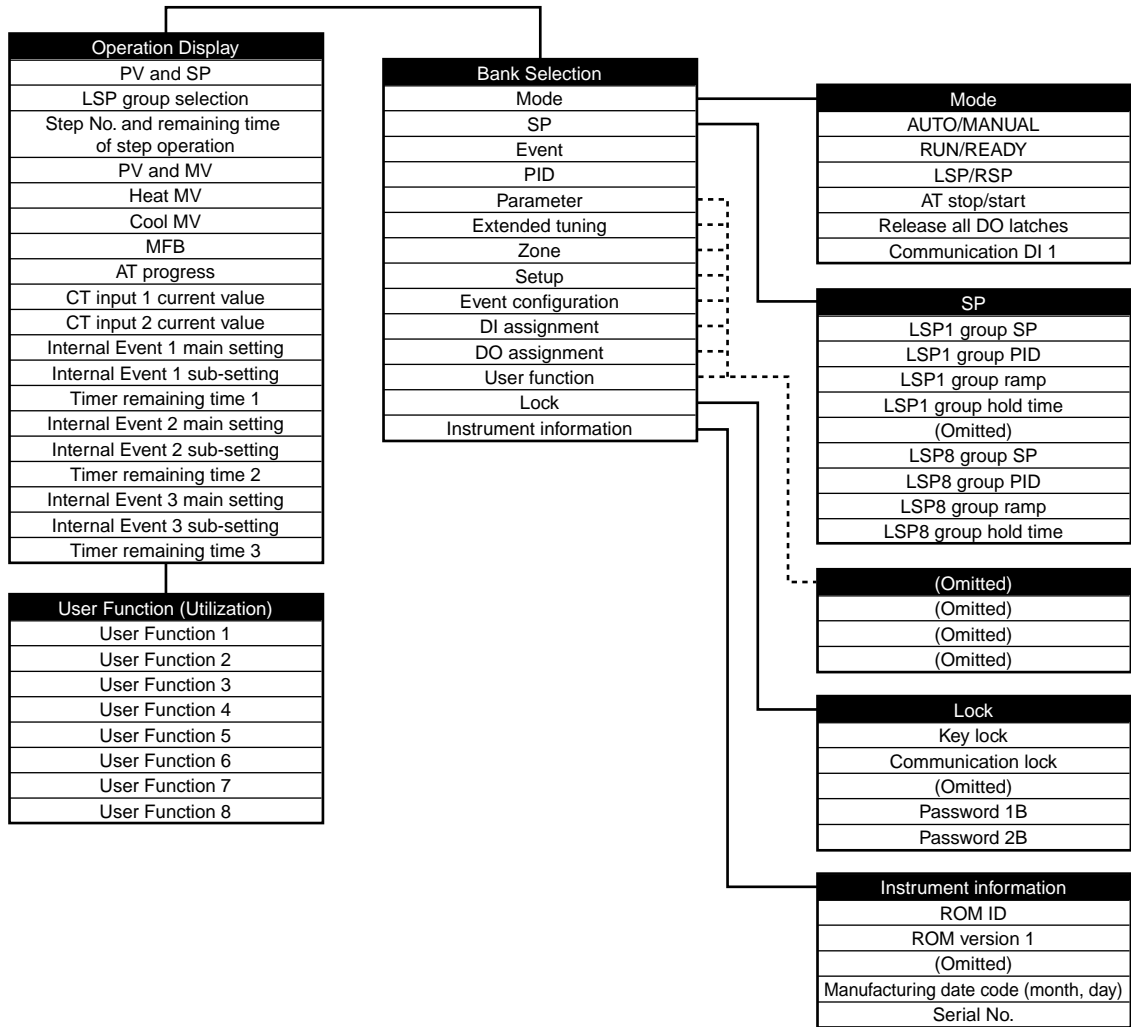 Operation Display
PV and SP
LSP group selection
Step No. and remaining time
of step operation
PV and MV
Heat MV
Cool MV
MFB
AT progress
CT input 1 current value
CT input 2 current value
Internal Event 1 main setting
Internal Event 1 sub-setting
Timer remaining time 1
Internal Event 2 main setting
Internal Event 2 sub-setting
Timer remaining time 2
Internal Event 3 main setting
Internal Event 3 sub-setting
Timer remaining time 3
User Function (Utilization)
User Function 1
User Function 2
User Function 3
User Function 4
User Function 5
User Function 6
User Function 7
User Function 8
Bank Selection
Mode
SP
Event
PID
Parameter
Extended tuning
Zone
Setup
Event configuration
DI assignment
DO assignment
User function
Lock
Instrument information
Mode
AUTO/MANUAL
RUN/READY
LSP/RSP
AT stop/start
Release all DO latches
Communication DI 1
SP
LSP1 group SP
LSP1 group PID
LSP1 group ramp
LSP1 group hold time
(Omitted)
LSP8 group SP
LSP8 group PID
LSP8 group ramp
LSP8 group hold time
(Omitted)
(Omitted)
(Omitted)
(Omitted)
Lock
Key lock
Communication lock
(Omitted)
Password 1B
Password 2B
Instrument information
ROM ID
ROM version 1
(Omitted)
Manufacturing date code (month, day)
Serial No.